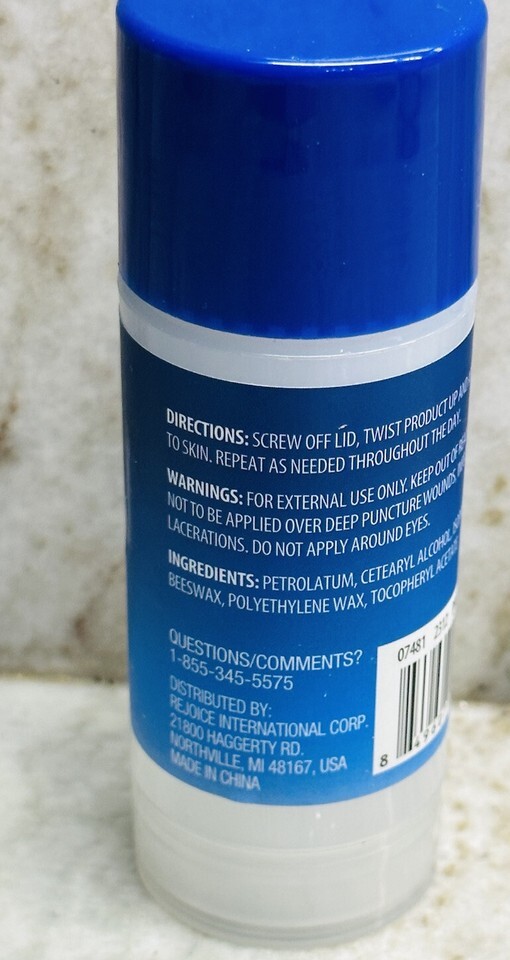 DIRECTIONS: SCREW OFF LID, TWIST PRODUCT UP AND
TO SKIN. REPEAT AS NEEDED THROUGHOUT THE DAY.
WARNINGS: FOR EXTERNAL USE ONLY. KEEP OUT OF
NOT TO BE APPLIED OVER DEEP PUNCTURE WOUNDS,
LACERATIONS. DO NOT APPLY AROUND EYES.
INGREDIENTS: PETROLATUM, CETEARYL ALCOHOL,
BEESWAX, POLYETHYLENE WAX, TOCOPHERYL ACETATE
QUESTIONS/COMMENTS?
1-855-345-5575
DISTRIBUTED BY:
REJOICE INTERNATIONAL CORP.
21800 HAGGERTY RD.
NORTHVILLE, MI 48167, USA
MADE IN CHINA
07481
8